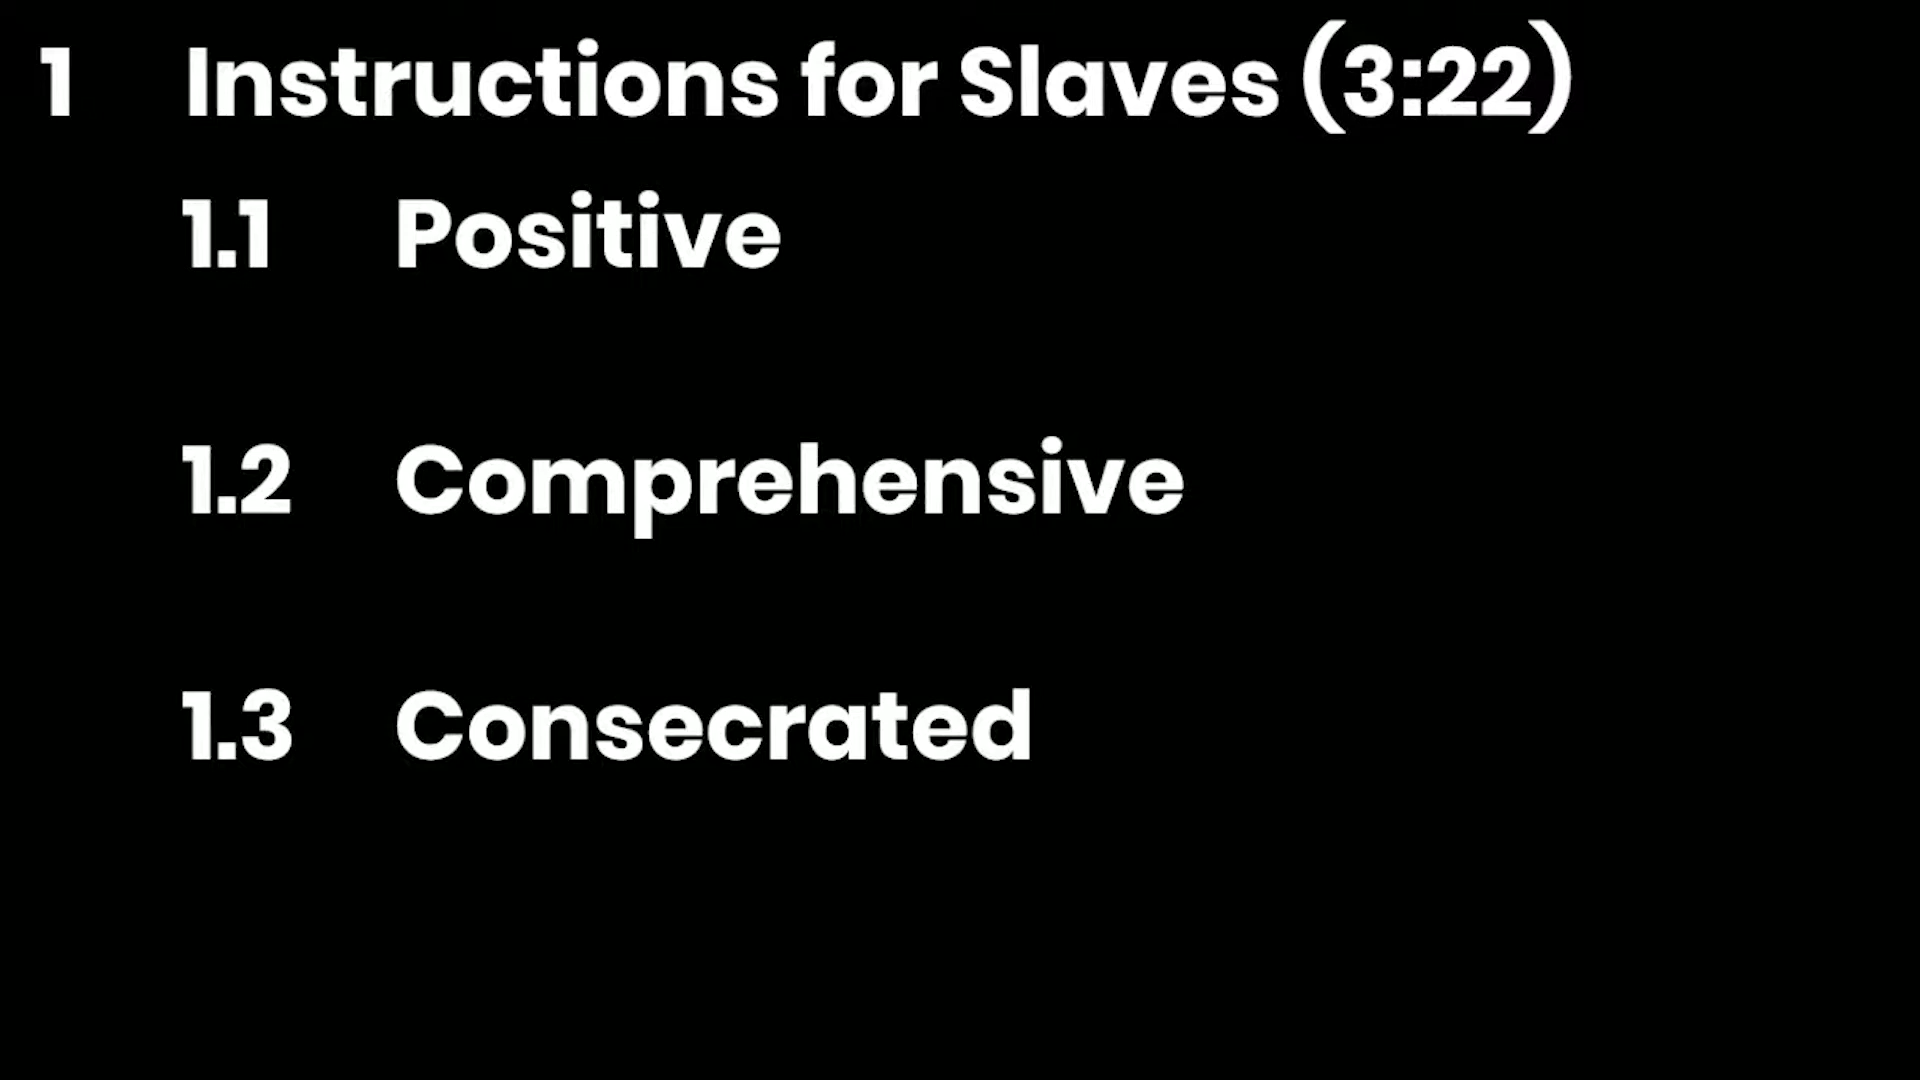 1 Instructions for Slaves (3:22)
1.1 Positive
1.2 Comprehensive
1.3 Consecrated